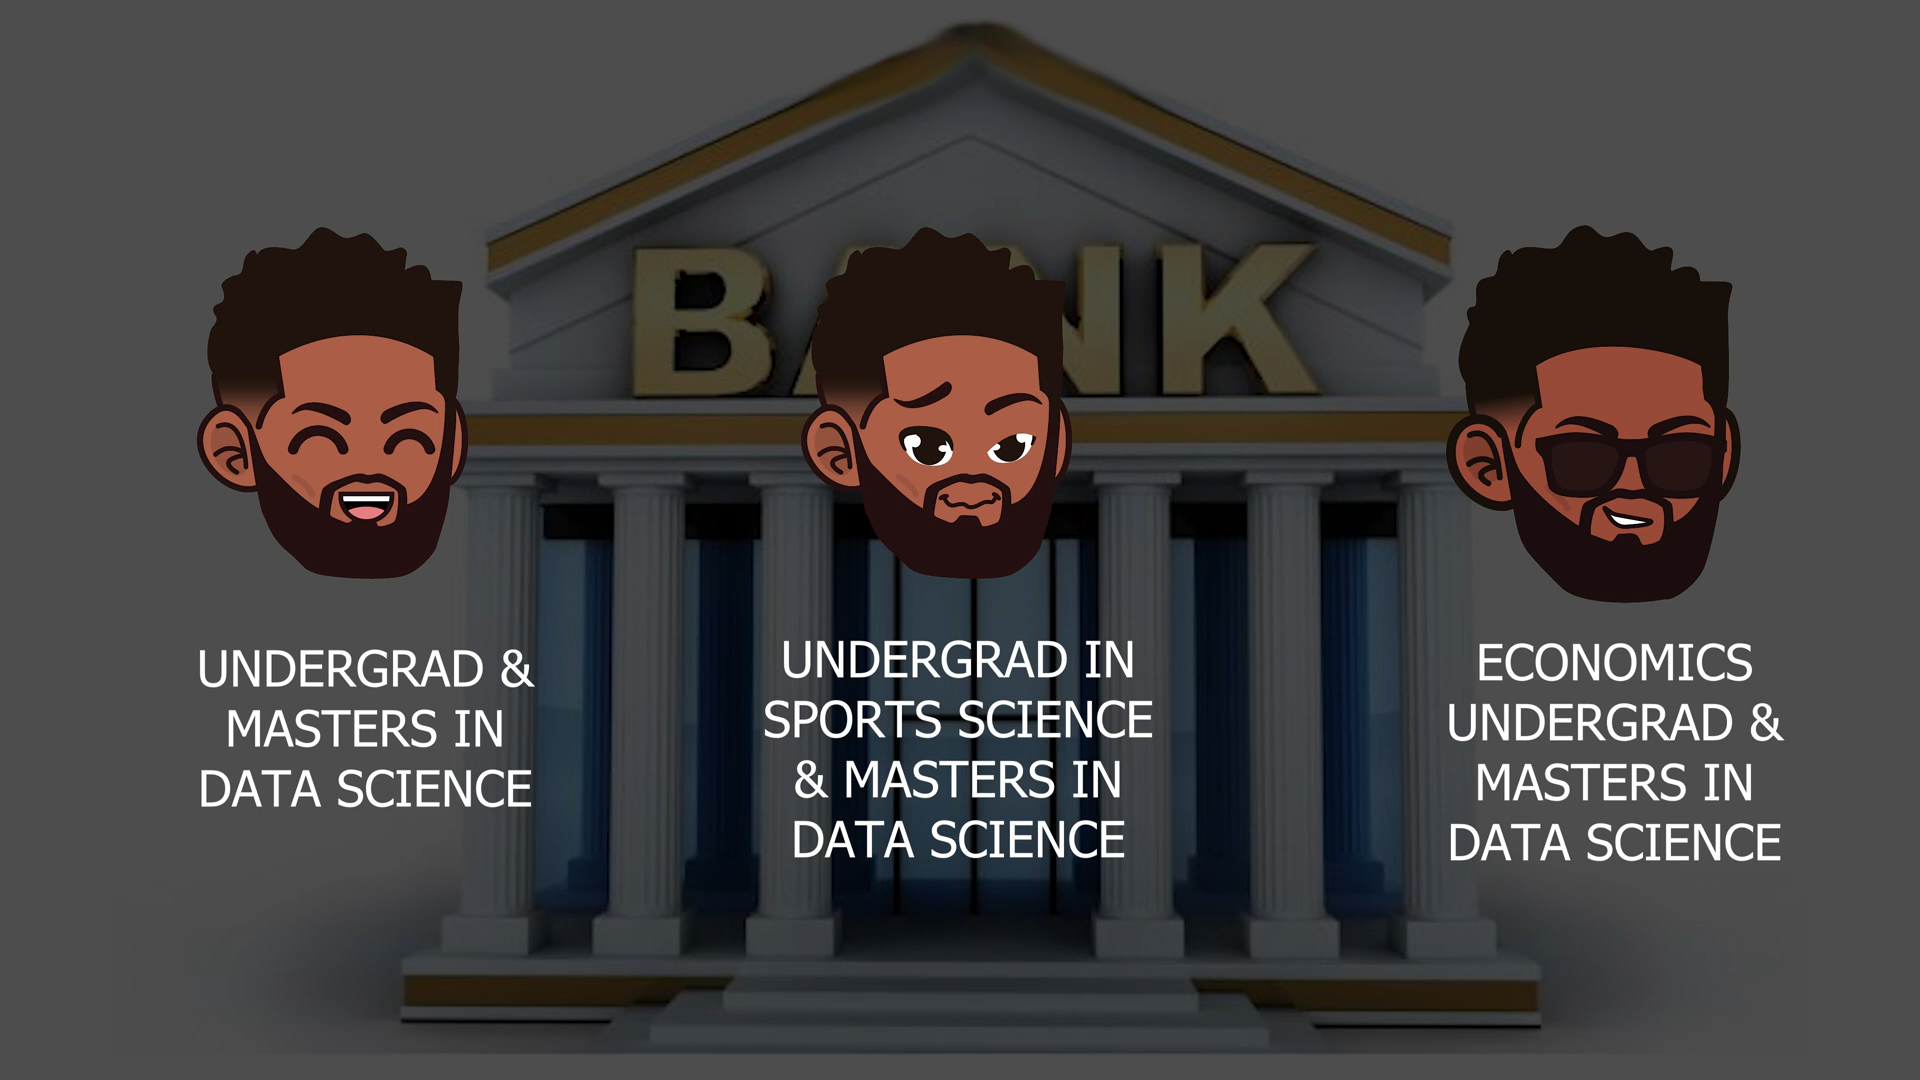 BANK
UNDERGRAD &
MASTERS IN
DATA SCIENCE
UNDERGRAD IN
SPORTS SCIENCE
& MASTERS IN
DATA SCIENCE
ECONOMICS
UNDERGRAD &
MASTERS IN
DATA SCIENCE